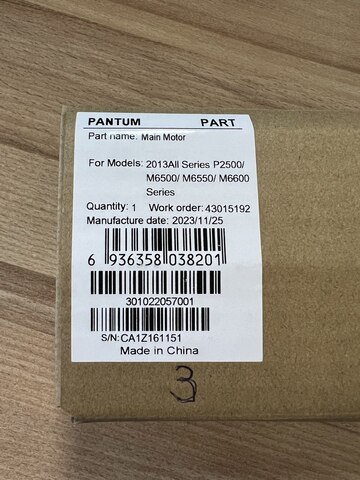 PANTUM PART
Part name: Main Motor
For Models: 2013All Series P2500/
M6500/ M6550/ M6600
Series
Quantity: 1 Work order: 43015192
Manufacture date: 2023/11/25
6 936358 038201
301022057001
S/N: CA1Z161151
Made in China
3